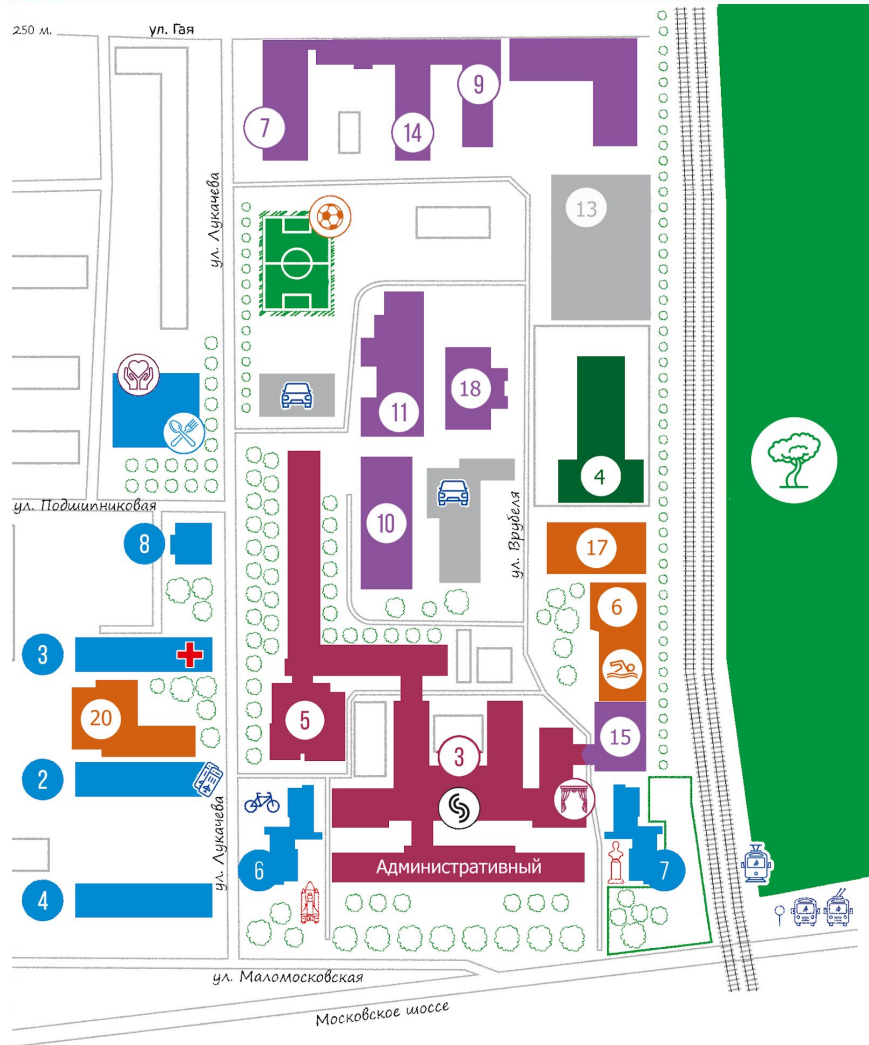 250 м.
ул. Гая
9
7
14
ул. Лукачева
13
18
11
4
ул. Подшипниковая
10
ул. Врубеля
8
17
6
3
20
5
15
3
2
ул. Лукачева
Административный
6
7
4
ул. Маломосковская
Московское шоссе